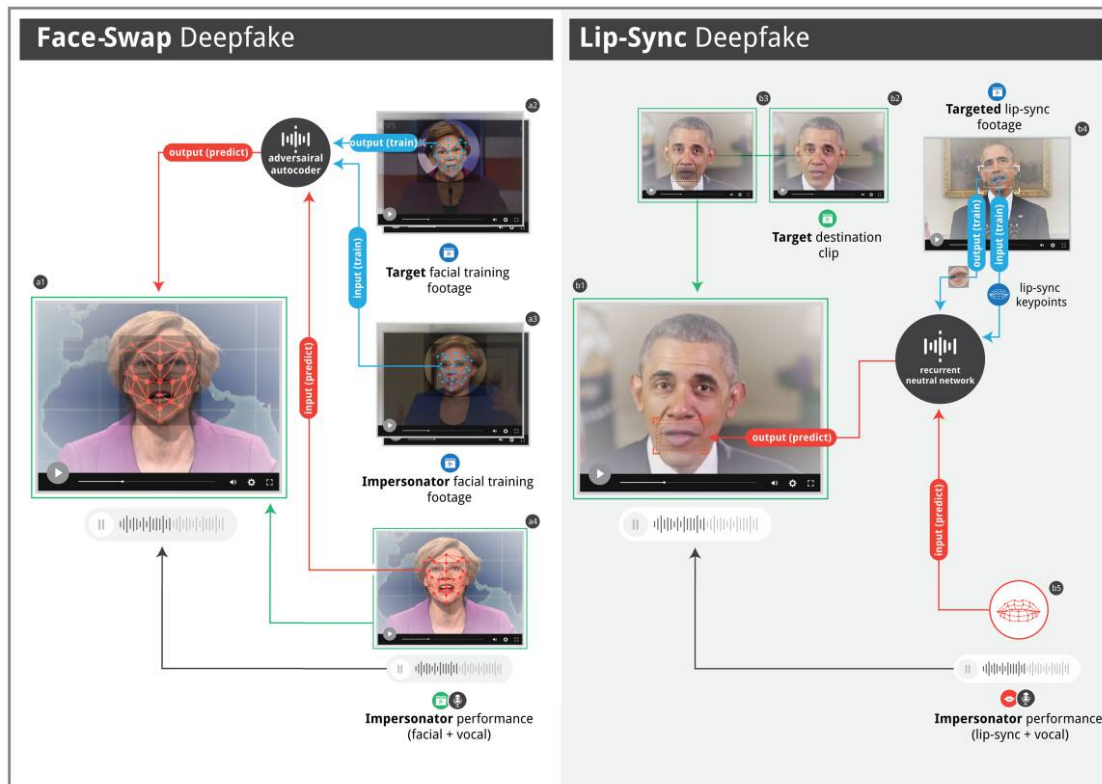 Face-Swap Deepfake
a2
output (train)
output (predict)
adversairal
autocoder
input (train)
Target facial training
footage
a1
a3
input (predict)
Impersonator facial training
footage
a4
Impersonator performance
(facial + vocal)
Lip-Sync Deepfake
b3
b2
Targeted lip-sync
footage
b4
Target destination
clip
output (train)
input (train)
b1
lip-sync
keypoints
recurrent
neutral network
output (predict)
input (predict)
b5
Impersonator performance
(lip-sync + vocal)